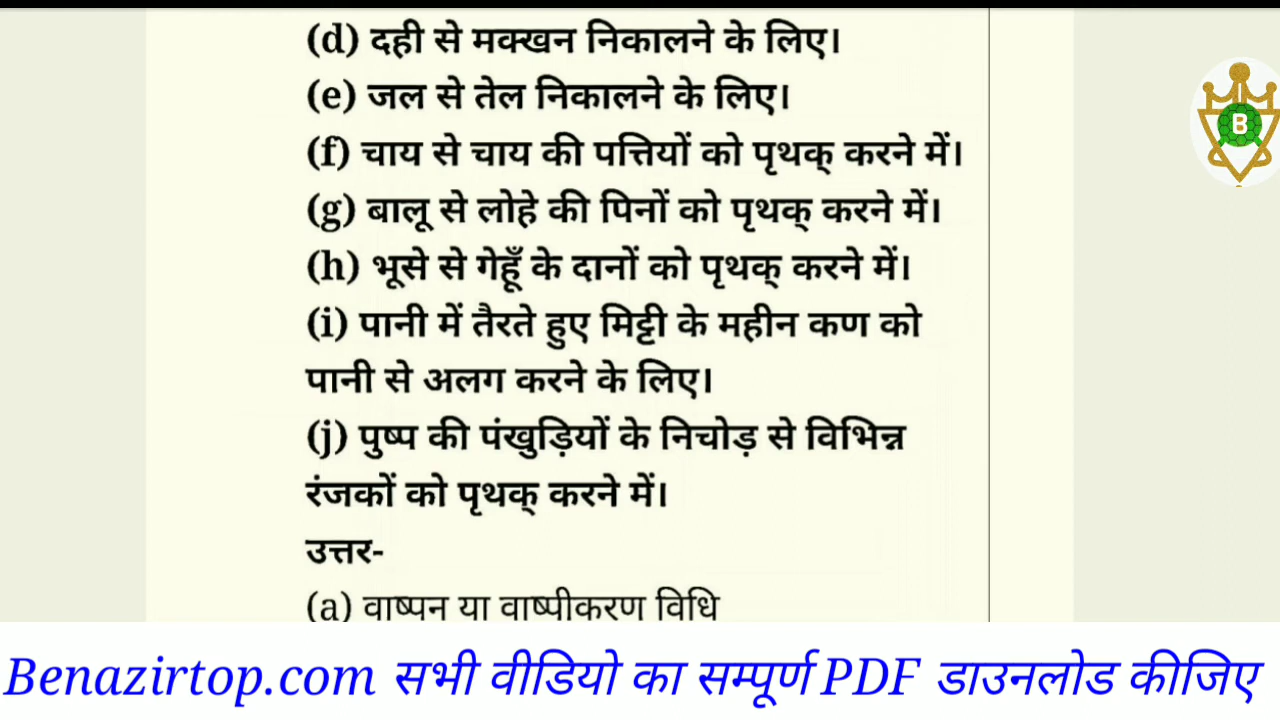 (d) दही से मक्खन निकालने के लिए।
(e) जल से तेल निकालने के लिए।
(f) चाय से चाय की पत्तियों को पृथक् करने में।
(g) बालू से लोहे की पिनों को पृथक् करने में।
(h) भूसे से गेहूँ के दानों को पृथक् करने में।
(i) पानी में तैरते हुए मिट्टी के महीन कण को
पानी से अलग करने के लिए।
(j) पुष्प की पंखुड़ियों के निचोड़ से विभिन्न
रंजकों को पृथक् करने में।
उत्तर-
(a) वाष्पन या वाष्पीकरण विधि
B
Benazirtop.com सभी वीडियो का सम्पूर्ण PDF डाउनलोड कीजिए